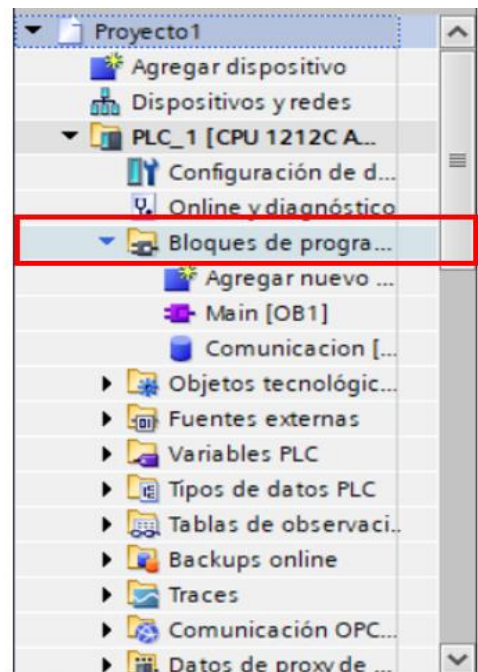 Proyecto1
Agregar dispositivo
Dispositivos y redes
PLC_1 [CPU 1212C A...
Configuración de d...
Online y diagnóstico
Bloques de progra...
Agregar nuevo ...
Main [OB1]
Comunicacion [...
Objetos tecnológic...
Fuentes externas
Variables PLC
Tipos de datos PLC
Tablas de observaci..
Backups online
Traces
Comunicación OPC...
Datos de proxy de ...